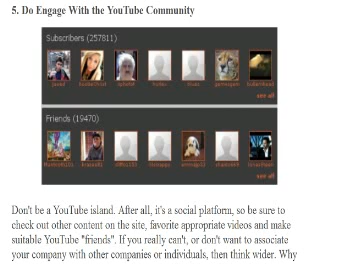 5. Do Engage With the YouTube Community
Subscribers (257811)
see all
Friends (19470)
see all
Don't be a YouTube island. After all, it's a social platform, so be sure to
check out other content on the site, favorite appropriate videos and make
suitable YouTube "friends". If you really can't, or don't want to associate
your company with other companies or individuals, then think wider. Why